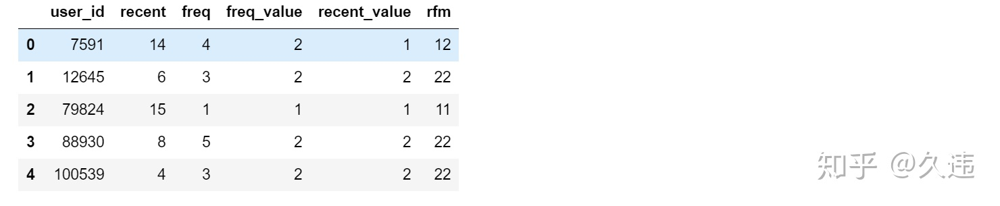 user_id recent freq freq_value recent_value rfm
0 7591 14 4 2 1 12
1 12645 6 3 2 2 22
2 79824 15 1 1 1 11
3 88930 8 5 2 2 22
4 100539 4 3 2 2 22
知乎 @久违